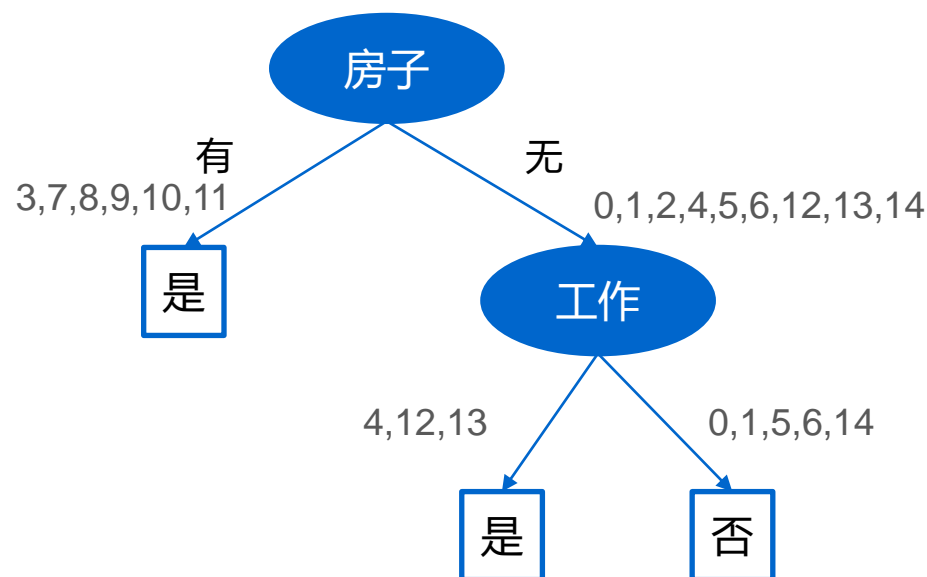 房子
有
无
3,7,8,9,10,11
0,1,2,4,5,6,12,13,14
是
工作
4,12,13
0,1,5,6,14
是
否